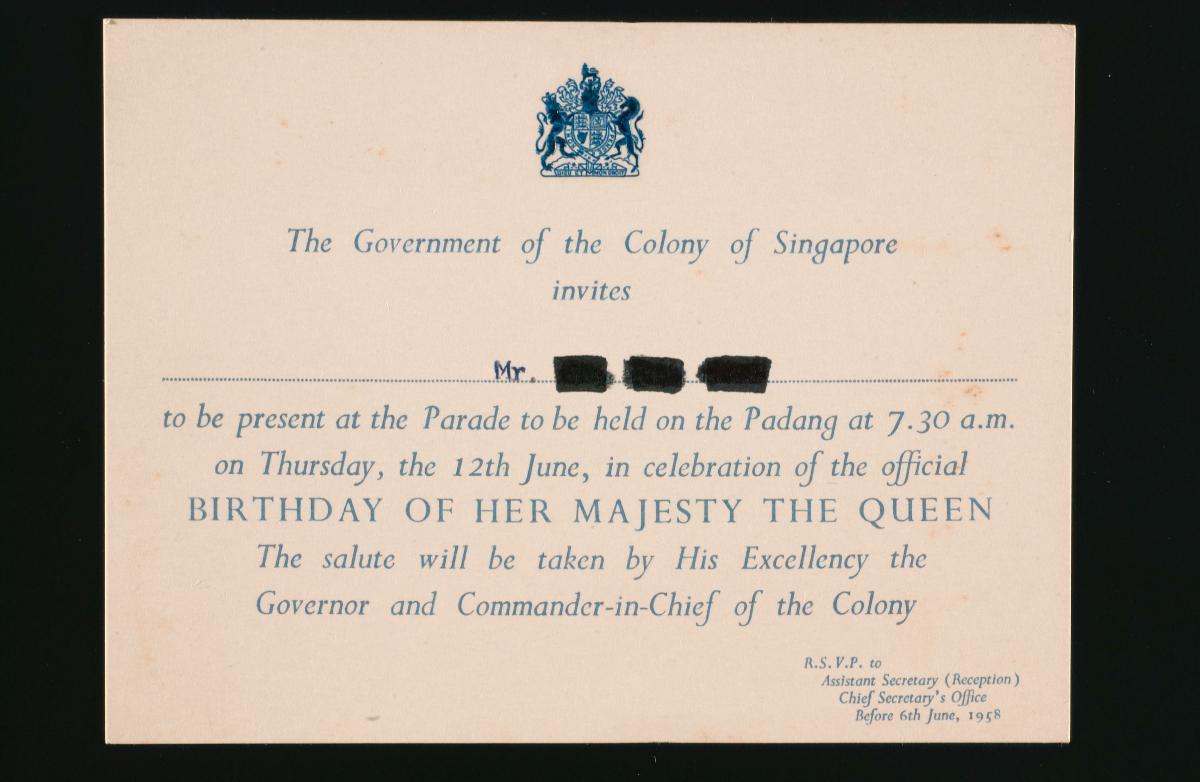 The Government of the Colony of Singapore
invites
Mr.
to be present at the Parade to be held on the Padang at 7.30 a.m.
on Thursday, the 12th June, in celebration of the official
BIRTHDAY OF HER MAJESTY THE QUEEN
The salute will be taken by His Excellency the
Governor and Commander-in-Chief of the Colony
R.S.V.P. to
Assistant Secretary (Reception)
Chief Secretary's Office
Before 6th June, 1958